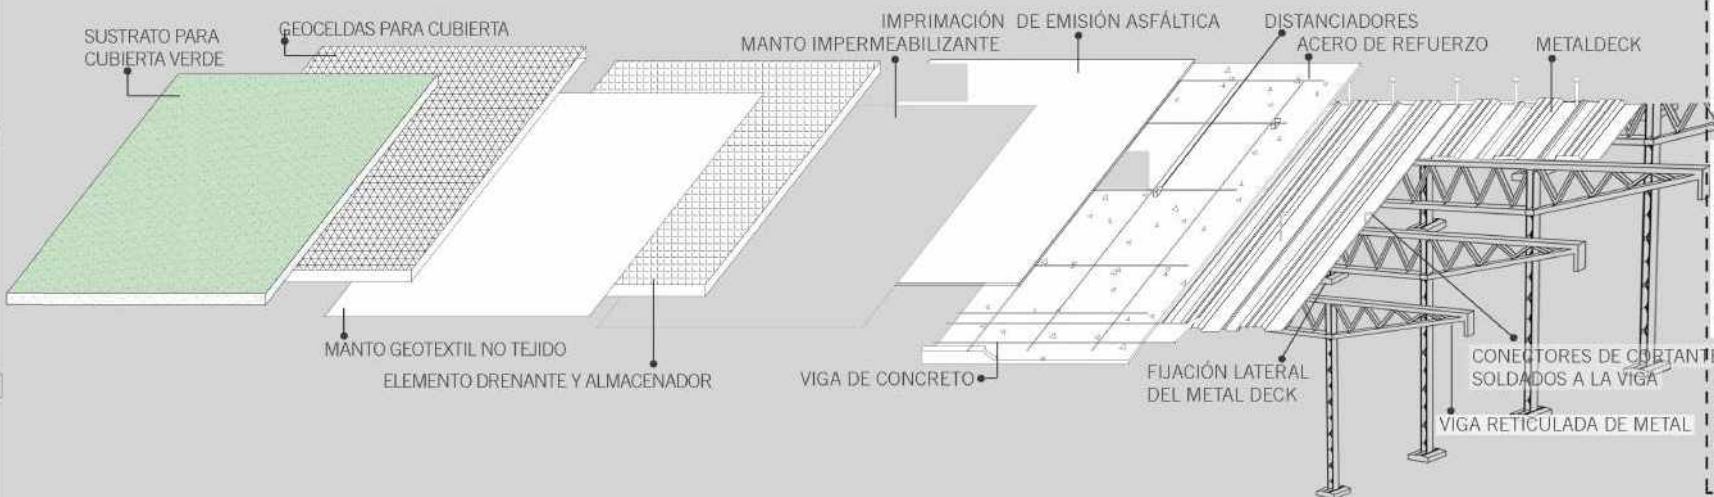 SUSTRATO PARA
CUBIERTA VERDE
GEOCELDAS PARA CUBIERTA
MANTO IMPERMEABILIZANTE
IMPRIMACIÓN DE EMISIÓN ASFÁLTICA
DISTANCIADORES
ACERO DE REFUERZO
METALDECK
MANTO GEOTEXTIL NO TEJIDO
ELEMENTO DRENANTE Y ALMACENADOR
VIGA DE CONCRETO
FIJACIÓN LATERAL
DEL METAL DECK
CONECTORES DE CORTANTE
SOLDADOS A LA VIGA
VIGA RETICULADA DE METAL